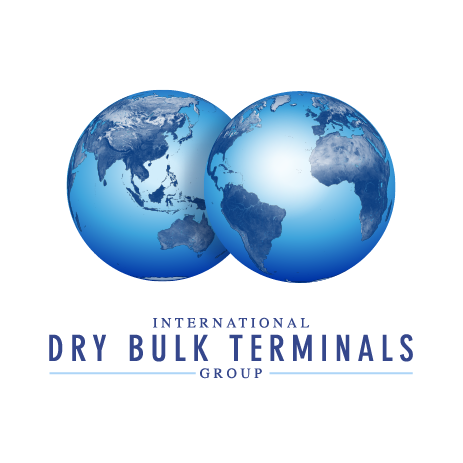 INTERNATIONAL
DRY BULK TERMINALS
GROUP